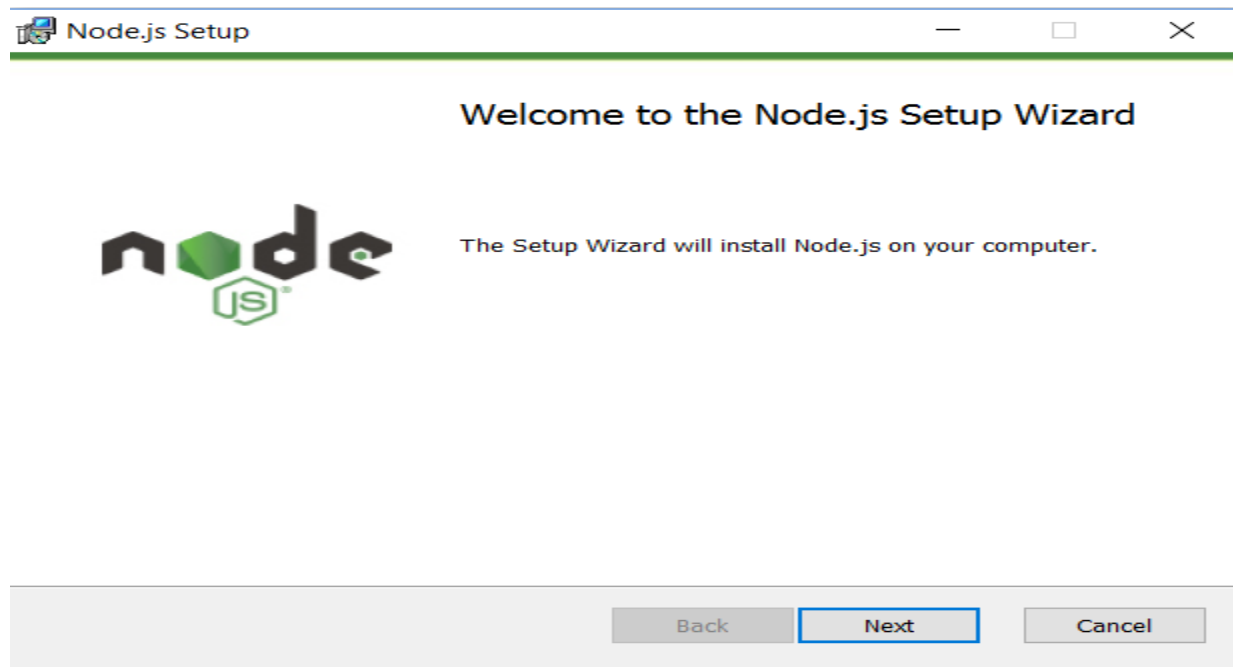 Node.js Setup
Welcome to the Node.js Setup Wizard
node
JS®
The Setup Wizard will install Node.js on your computer.
Back
Next
Cancel